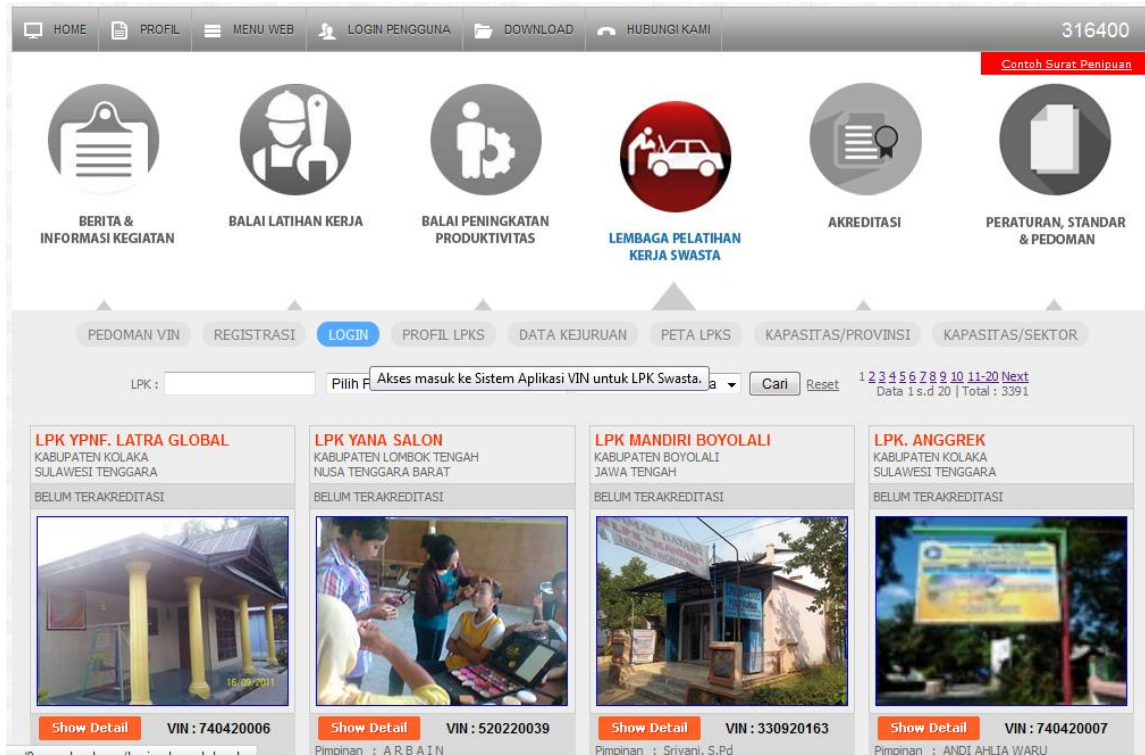 HOME PROFIL MENU WEB LOGIN PENGGUNA DOWNLOAD HUBUNGI KAMI 316400
Contoh Surat Penipuan
BERITA &
INFORMASI KEGIATAN
BALAI LATIHAN KERJA
BALAI PENINGKATAN
PRODUKTIVITAS
LEMBAGA PELATIHAN
KERJA SWASTA
AKREDITASI
PERATURAN, STANDAR
& PEDOMAN
PEDOMAN VIN REGISTRASI LOGIN PROFIL LPKS DATA KEJURUAN PETA LPKS KAPASITAS/PROVINSI KAPASITAS/SEKTOR
LPK : Pilih Akses masuk ke Sistem Aplikasi VIN untuk LPK Swasta. a Cari Reset
1 2 3 4 5 6 7 8 9 10 11-20 Next
Data 1 s.d 20 | Total : 3391
LPK YPNF. LATRA GLOBAL
KABUPATEN KOLAKA
SULAWESI TENGGARA
BELUM TERAKREDITASI
16/09/2011
Show Detail VIN : 740420006
LPK YANA SALON
KABUPATEN LOMBOK TENGAH
NUSA TENGGARA BARAT
BELUM TERAKREDITASI
Show Detail VIN : 520220039
Pimpinan : A R B A I N
LPK MANDIRI BOYOLALI
KABUPATEN BOYOLALI
JAWA TENGAH
BELUM TERAKREDITASI
Show Detail VIN : 330920163
Pimpinan : Sriyani, S.Pd
LPK. ANGGREK
KABUPATEN KOLAKA
SULAWESI TENGGARA
BELUM TERAKREDITASI
Show Detail VIN : 740420007
Pimpinan : ANDI AHLIA WARU